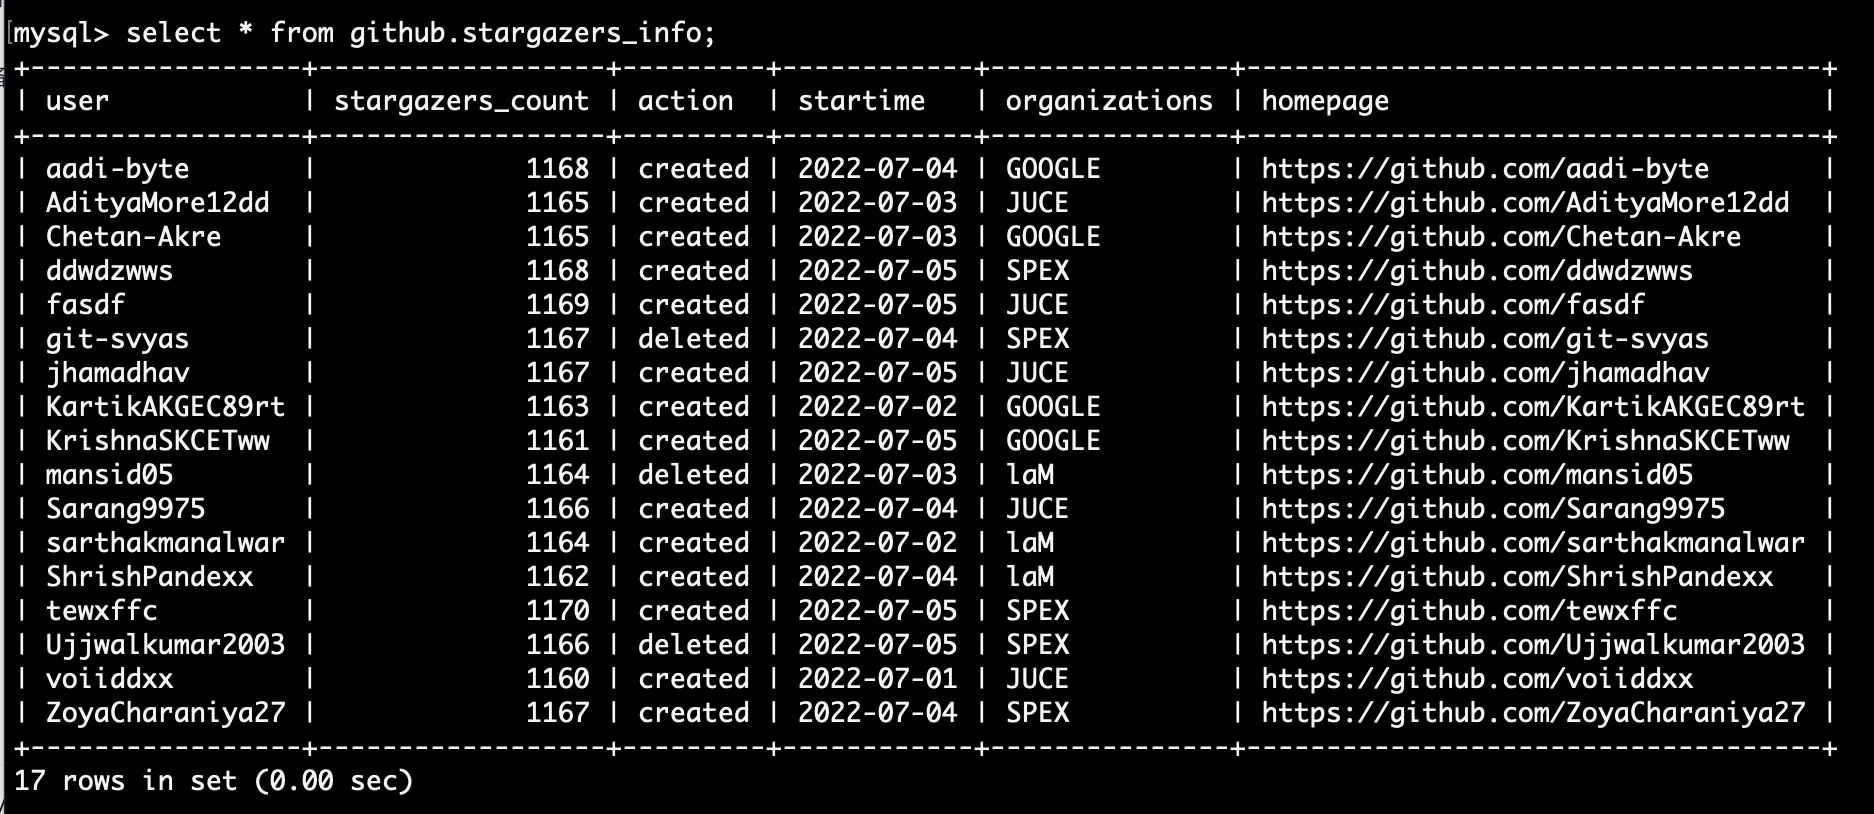 mysql> select * from github.stargazers_info;
+-----------------+------------------+---------+------------+---------------+------------------------------------+
| user            | stargazers_count | action  | startime   | organizations | homepage                           |
+-----------------+------------------+---------+------------+---------------+------------------------------------+
| aadi-byte       |             1168 | created | 2022-07-04 | GOOGLE        | https://github.com/aadi-byte       |
| AdityaMore12dd  |             1165 | created | 2022-07-03 | JUCE          | https://github.com/AdityaMore12dd  |
| Chetan-Akre     |             1165 | created | 2022-07-03 | GOOGLE        | https://github.com/Chetan-Akre     |
| ddwdzwws        |             1168 | created | 2022-07-05 | SPEX          | https://github.com/ddwdzwws        |
| fasdf           |             1169 | created | 2022-07-05 | JUCE          | https://github.com/fasdf           |
| git-svyas       |             1167 | deleted | 2022-07-04 | SPEX          | https://github.com/git-svyas       |
| jhamadhav       |             1167 | created | 2022-07-05 | JUCE          | https://github.com/jhamadhav       |
| KartikAKGEC89rt |             1163 | created | 2022-07-02 | GOOGLE        | https://github.com/KartikAKGEC89rt |
| KrishnaSKCETww  |             1161 | created | 2022-07-05 | GOOGLE        | https://github.com/KrishnaSKCETww  |
| mansid05        |             1164 | deleted | 2022-07-03 | laM           | https://github.com/mansid05        |
| Sarang9975      |             1166 | created | 2022-07-04 | JUCE          | https://github.com/Sarang9975      |
| sarthakmanalwar |             1164 | created | 2022-07-02 | laM           | https://github.com/sarthakmanalwar |
| ShrishPandexx   |             1162 | created | 2022-07-04 | laM           | https://github.com/ShrishPandexx   |
| tewxffc         |             1170 | created | 2022-07-05 | SPEX          | https://github.com/tewxffc         |
| Ujjwalkumar2003 |             1166 | deleted | 2022-07-05 | SPEX          | https://github.com/Ujjwalkumar2003 |
| voiiddxx        |             1160 | created | 2022-07-01 | JUCE          | https://github.com/voiiddxx        |
| ZoyaCharaniya27 |             1167 | created | 2022-07-04 | SPEX          | https://github.com/ZoyaCharaniya27 |
+-----------------+------------------+---------+------------+---------------+------------------------------------+
17 rows in set (0.00 sec)